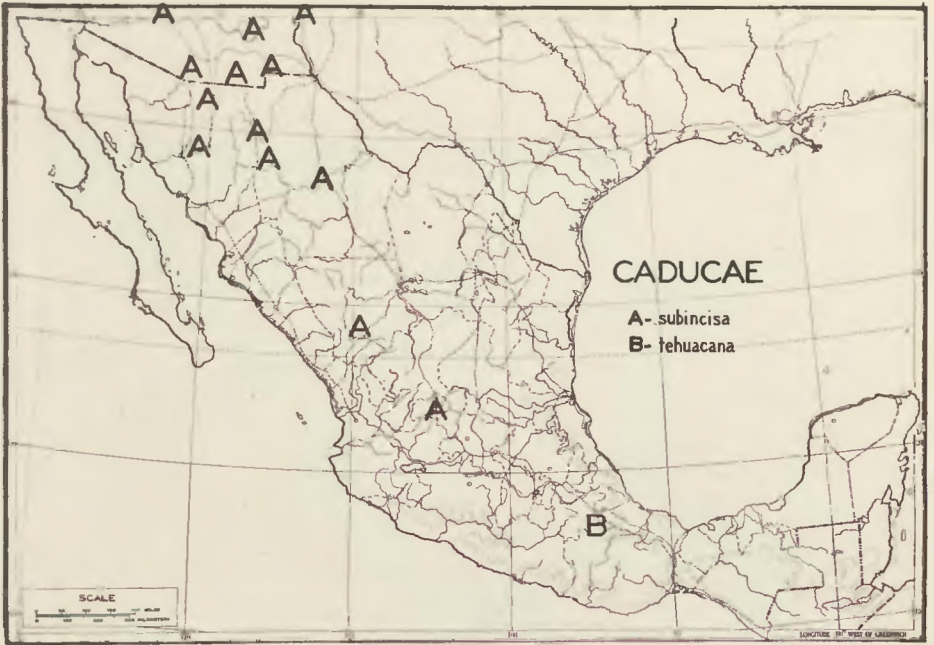 A A
A
A A A
A
A
A A
A
CADUCAE
A- subincisa
B- tehuacana
A
A
B
SCALE
LONGITUDE WEST OF GREENWICH